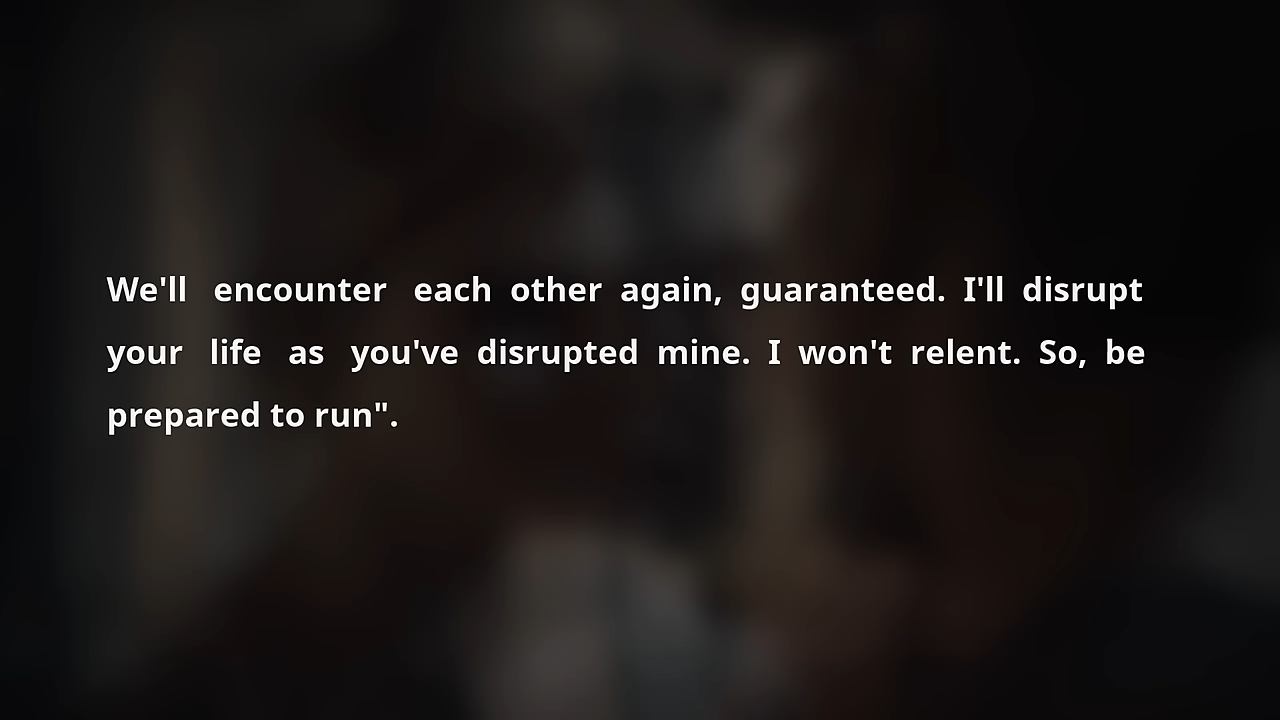 We'll encounter each other again, guaranteed. I'll disrupt
your life as you've disrupted mine. I won't relent. So, be
prepared to run".